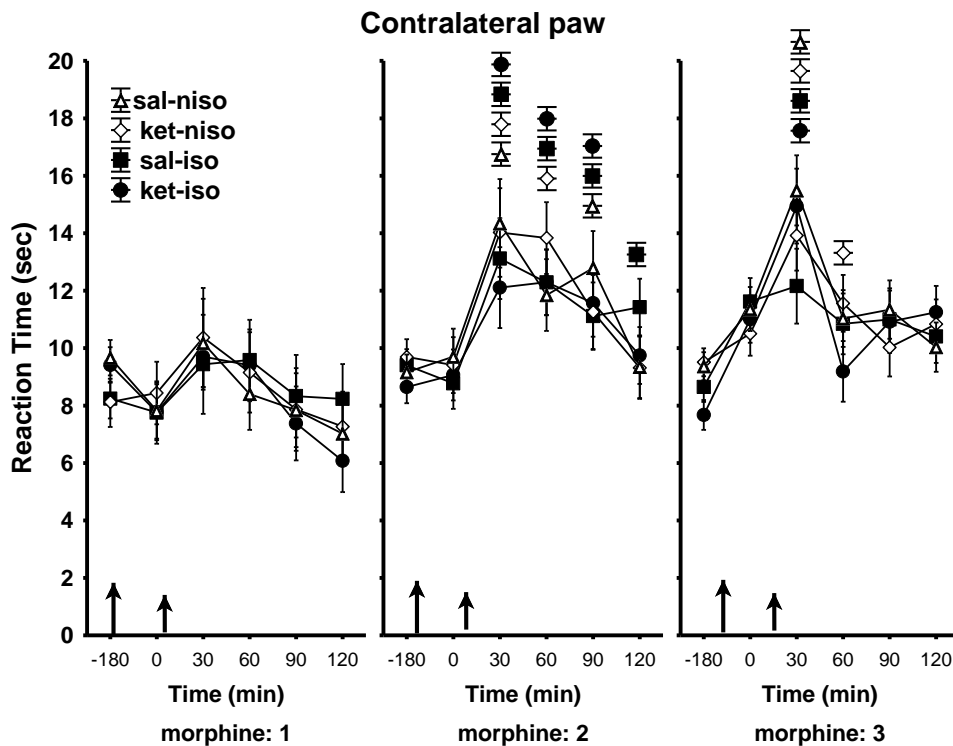 Contralateral paw
Reaction Time (sec)
20
18
16
14
12
10
8
6
4
2
0
sal-niso
ket-niso
sal-iso
ket-iso
-180 0 30 60 90 120
-180 0 30 60 90 120
-180 0 30 60 90 120
Time (min) Time (min) Time (min)
morphine: 1 morphine: 2 morphine: 3